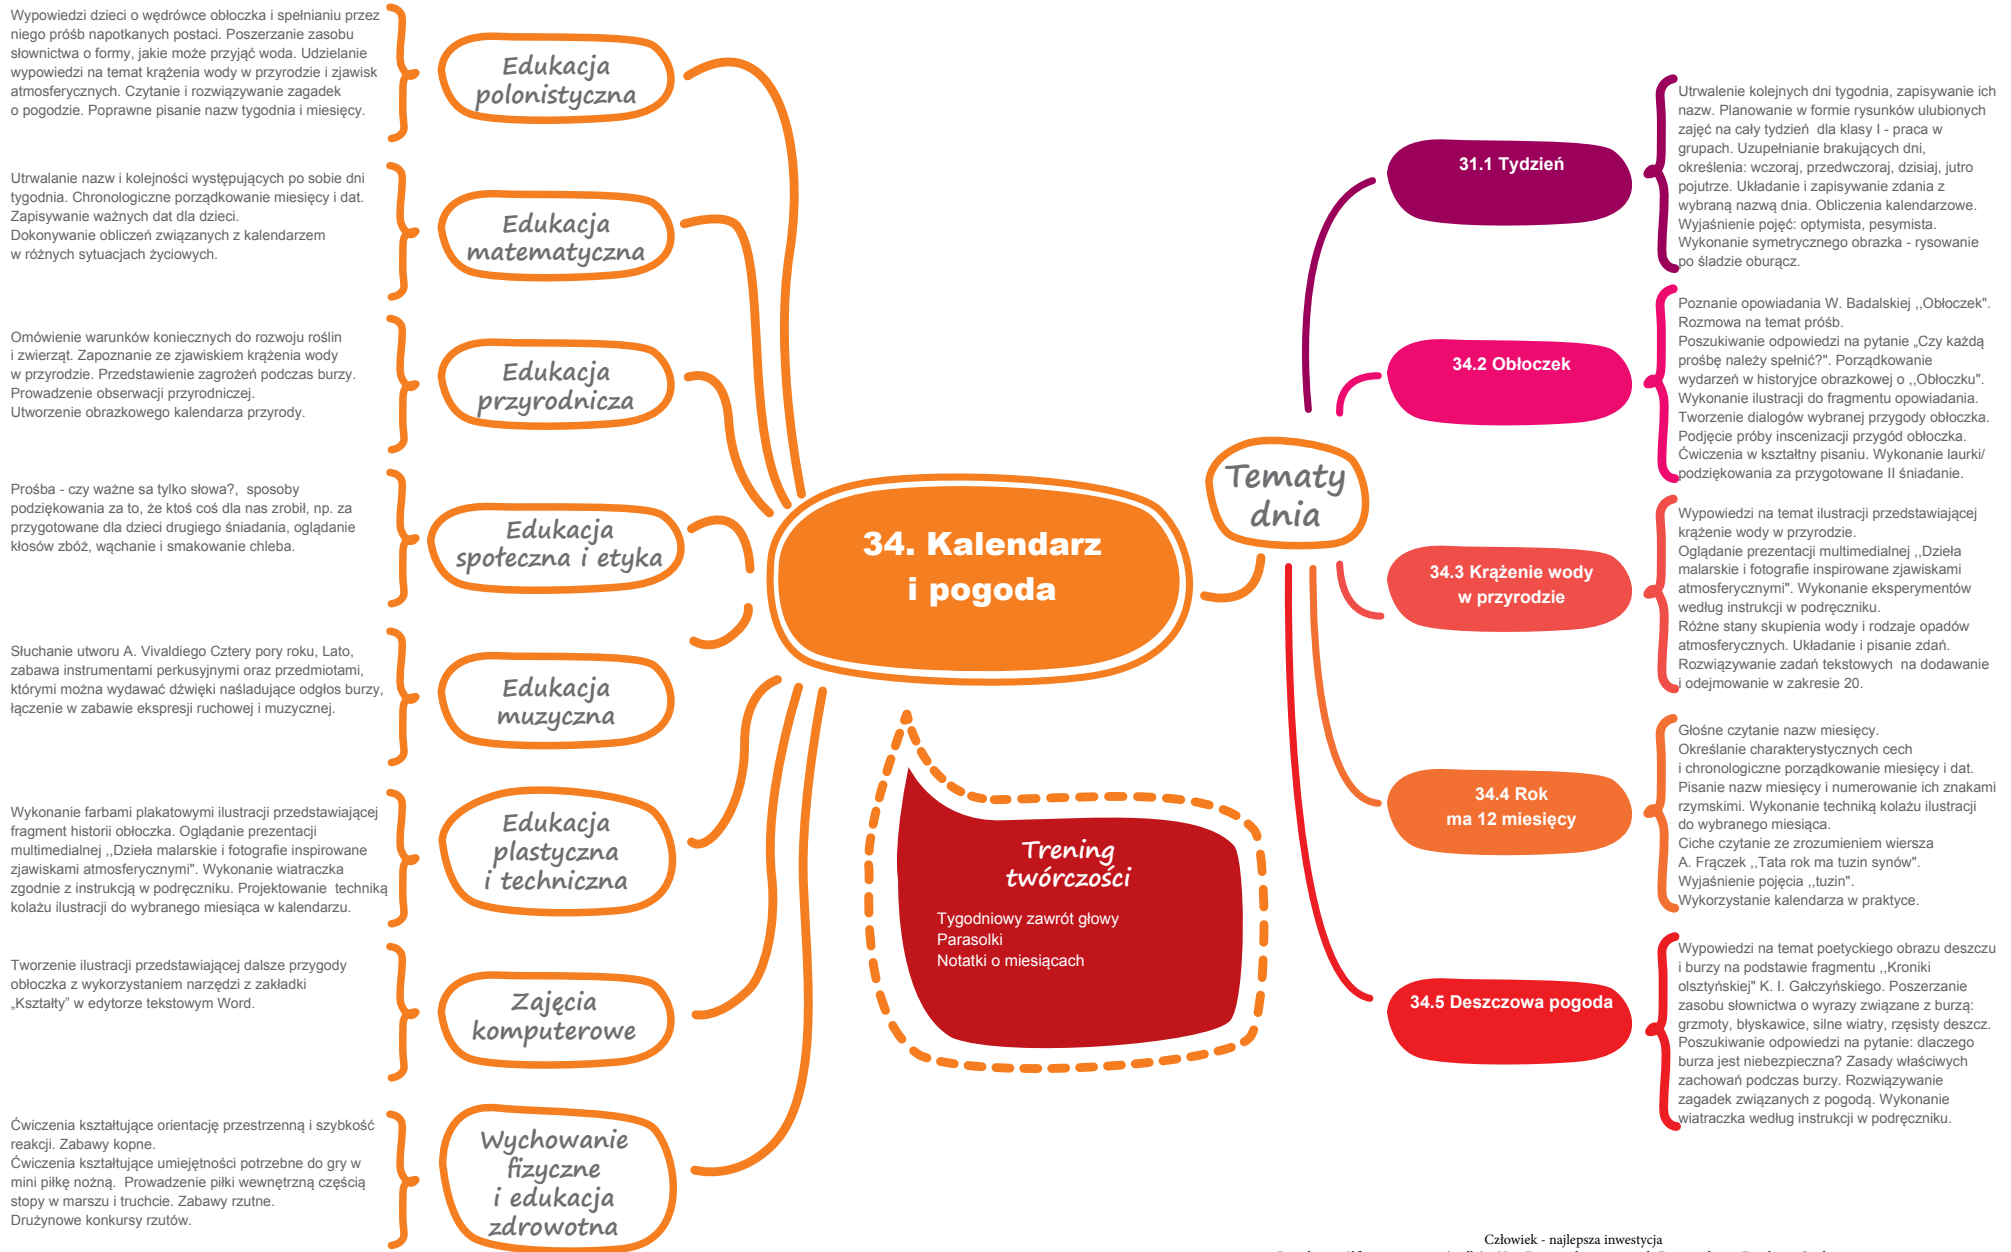 Wypowiedzi dzieci o wędrówce obłoczka i spełnianiu przez
niego próśb napotkanych postaci. Poszerzanie zasobu
słownictwa o formy, jakie może przyjąć woda. Udzielanie
wypowiedzi na temat krążenia wody w przyrodzie i zjawisk
atmosferycznych. Czytanie i rozwiązywanie zagadek
o pogodzie. Poprawne pisanie nazw tygodnia i miesięcy.
Edukacja
polonistyczna
Utrwalanie nazw i kolejności występujących po sobie dni
tygodnia. Chronologiczne porządkowanie miesięcy i dat.
Zapisywanie ważnych dat dla dzieci.
Dokonywanie obliczeń związanych z kalendarzem
w różnych sytuacjach życiowych.
Edukacja
matematyczna
Omówienie warunków koniecznych do rozwoju roślin
i zwierząt. Zapoznanie ze zjawiskiem krążenia wody
w przyrodzie. Przedstawienie zagrożeń podczas burzy.
Prowadzenie obserwacji przyrodniczej.
Utworzenie obrazkowego kalendarza przyrody.
Edukacja
przyrodnicza
Prośba - czy ważne sa tylko słowa?,  sposoby
podziękowania za to, że ktoś coś dla nas zrobił, np. za
przygotowane dla dzieci drugiego śniadania, oglądanie
kłosów zbóż, wąchanie i smakowanie chleba.
Edukacja
społeczna i etyka
Słuchanie utworu A. Vivaldiego Cztery pory roku, Lato,
zabawa instrumentami perkusyjnymi oraz przedmiotami,
którymi można wydawać dźwięki naśladujące odgłos burzy,
łączenie w zabawie ekspresji ruchowej i muzycznej.
Edukacja
muzyczna
Wykonanie farbami plakatowymi ilustracji przedstawiającej
fragment historii obłoczka. Oglądanie prezentacji
multimedialnej ,,Dzieła malarskie i fotografie inspirowane
zjawiskami atmosferycznymi". Wykonanie wiatraczka
zgodnie z instrukcją w podręczniku. Projektowanie  techniką
kolażu ilustracji do wybranego miesiąca w kalendarzu.
Edukacja
plastyczna
i techniczna
Tworzenie ilustracji przedstawiającej dalsze przygody
obłoczka z wykorzystaniem narzędzi z zakładki
„Kształty” w edytorze tekstowym Word.
Zajęcia
komputerowe
Ćwiczenia kształtujące orientację przestrzenną i szybkość
reakcji. Zabawy kopne.
Ćwiczenia kształtujące umiejętności potrzebne do gry w
mini piłkę nożną.  Prowadzenie piłki wewnętrzną częścią
stopy w marszu i truchcie. Zabawy rzutne.
Drużynowe konkursy rzutów.
Wychowanie
fizyczne
i edukacja
zdrowotna
34. Kalendarz
i pogoda
Trening
twórczości
Tygodniowy zawrót głowy
Parasolki
Notatki o miesiącach
Tematy
dnia
31.1 Tydzień
Utrwalenie kolejnych dni tygodnia, zapisywanie ich
nazw. Planowanie w formie rysunków ulubionych
zajęć na cały tydzień  dla klasy I - praca w
grupach. Uzupełnianie brakujących dni,
określenia: wczoraj, przedwczoraj, dzisiaj, jutro
pojutrze. Układanie i zapisywanie zdania z
wybraną nazwą dnia. Obliczenia kalendarzowe.
Wyjaśnienie pojęć: optymista, pesymista.
Wykonanie symetrycznego obrazka - rysowanie
po śladzie oburącz.
34.2 Obłoczek
Poznanie opowiadania W. Badalskiej ,,Obłoczek".
Rozmowa na temat próśb.
Poszukiwanie odpowiedzi na pytanie „Czy każdą
prośbę należy spełnić?". Porządkowanie
wydarzeń w historyjce obrazkowej o ,,Obłoczku".
Wykonanie ilustracji do fragmentu opowiadania.
Tworzenie dialogów wybranej przygody obłoczka.
Podjęcie próby inscenizacji przygód obłoczka.
Ćwiczenia w kształtny pisaniu. Wykonanie laurki/
podziękowania za przygotowane II śniadanie.
34.3 Krążenie wody
w przyrodzie
Wypowiedzi na temat ilustracji przedstawiającej
krążenie wody w przyrodzie.
Oglądanie prezentacji multimedialnej ,,Dzieła
malarskie i fotografie inspirowane zjawiskami
atmosferycznymi". Wykonanie eksperymentów
według instrukcji w podręczniku.
Różne stany skupienia wody i rodzaje opadów
atmosferycznych. Układanie i pisanie zdań.
Rozwiązywanie zadań tekstowych  na dodawanie
i odejmowanie w zakresie 20.
34.4 Rok
ma 12 miesięcy
Głośne czytanie nazw miesięcy.
Określanie charakterystycznych cech
i chronologiczne porządkowanie miesięcy i dat.
Pisanie nazw miesięcy i numerowanie ich znakami
rzymskimi. Wykonanie techniką kolażu ilustracji
do wybranego miesiąca.
Ciche czytanie ze zrozumieniem wiersza
A. Frączek ,,Tata rok ma tuzin synów".
Wyjaśnienie pojęcia ,,tuzin".
Wykorzystanie kalendarza w praktyce.
34.5 Deszczowa pogoda
Wypowiedzi na temat poetyckiego obrazu deszczu
i burzy na podstawie fragmentu ,,Kroniki
olsztyńskiej" K. I. Gałczyńskiego. Poszerzanie
zasobu słownictwa o wyrazy związane z burzą:
grzmoty, błyskawice, silne wiatry, rzęsisty deszcz.
Poszukiwanie odpowiedzi na pytanie: dlaczego
burza jest niebezpieczna? Zasady właściwych
zachowań podczas burzy. Rozwiązywanie
zagadek związanych z pogodą. Wykonanie
wiatraczka według instrukcji w podręczniku.
Człowiek - najlepsza inwestycja